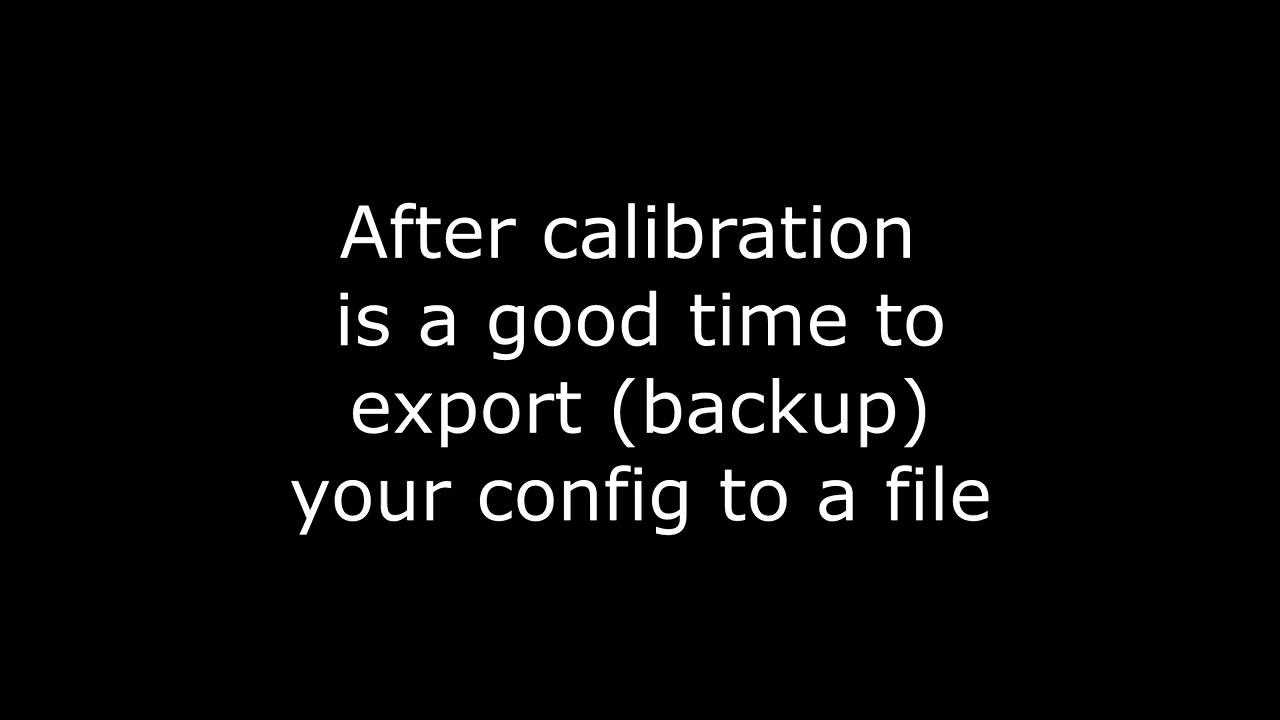 After calibration
is a good time to
export (backup)
your config to a file